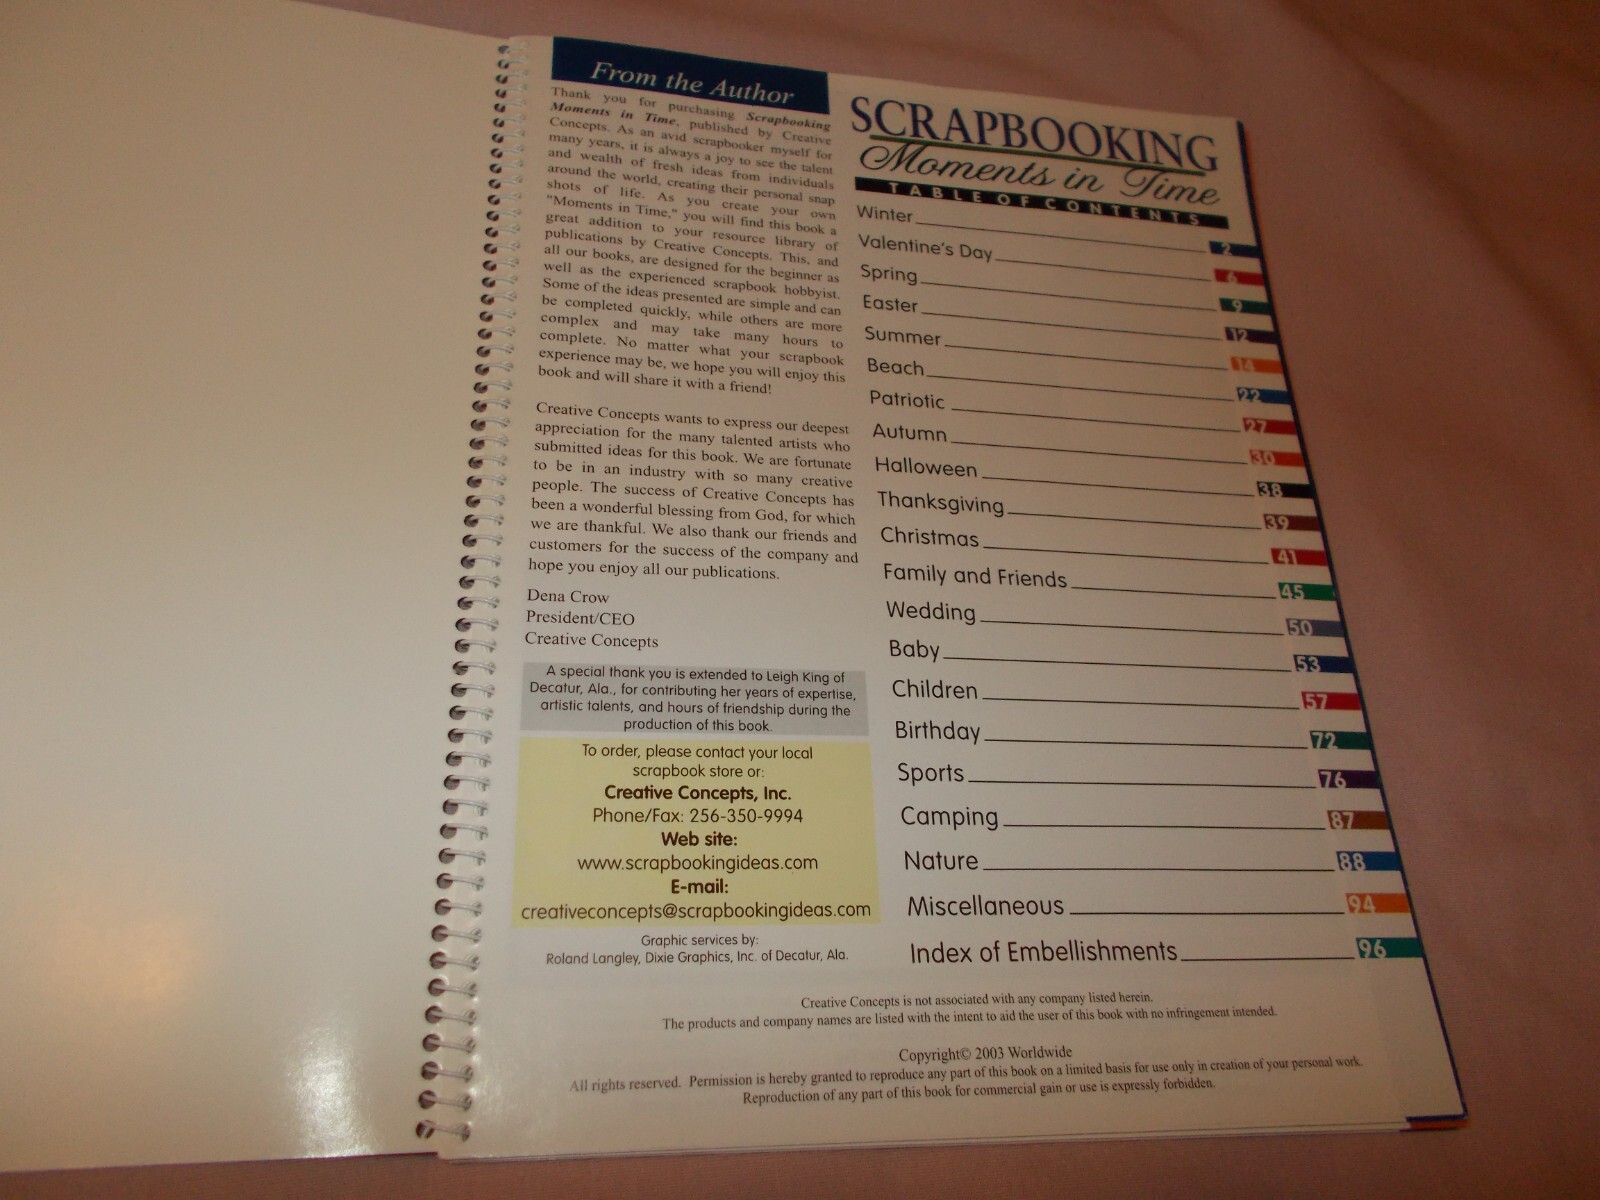 From the Author
Thank you for purchasing Scrapbooking
Moments in Time, published by Creative
Concepts. As an avid scrapbooker myself for
many years, it is always a joy to see the talent
and wealth of fresh ideas from individuals
around the world, creating their personal snap
shots of life. As you create your own
"Moments in Time," you will find this book a
great addition to your resource library of
publications by Creative Concepts. This, and
all our books, are designed for the beginner as
well as the experienced scrapbook hobbyist.
Some of the ideas presented are simple and can
be completed quickly, while others are more
complex and may take many hours to
complete. No matter what your scrapbook
experience may be, we hope you will enjoy this
book and will share it with a friend!
Creative Concepts wants to express our deepest
appreciation for the many talented artists who
submitted ideas for this book. We are fortunate
to be in an industry with so many creative
people. The success of Creative Concepts has
been a wonderful blessing from God, for which
we are thankful. We also thank our friends and
customers for the success of the company and
hope you enjoy all our publications.
Dena Crow
President/CEO
Creative Concepts
A special thank you is extended to Leigh King of
Decatur, Ala., for contributing her years of expertise,
artistic talents, and hours of friendship during the
production of this book.
To order, please contact your local
scrapbook store or:
Creative Concepts, Inc.
Phone/Fax: 256-350-9994
Web site:
www.scrapbookingideas.com
E-mail:
creativeconcepts@scrapbookingideas.com
Graphic services by:
Roland Langley, Dixie Graphics, Inc. of Decatur, Ala.
SCRAPBOOKING
Moments in Time
TABLE OF CONTENTS
Winter 2
Valentine's Day 6
Spring 9
Easter 12
Summer 14
Beach 22
Patriotic 27
Autumn 30
Halloween 38
Thanksgiving 39
Christmas 41
Family and Friends 45
Wedding 50
Baby 53
Children 57
Birthday 72
Sports 76
Camping 87
Nature 88
Miscellaneous 94
Index of Embellishments 96
Creative Concepts is not associated with any company listed herein.
The products and company names are listed with the intent to aid the user of this book with no infringement intended.
Copyright© 2003 Worldwide
All rights reserved. Permission is hereby granted to reproduce any part of this book on a limited basis for use only in creation of your personal work.
Reproduction of any part of this book for commercial gain or use is expressly forbidden.